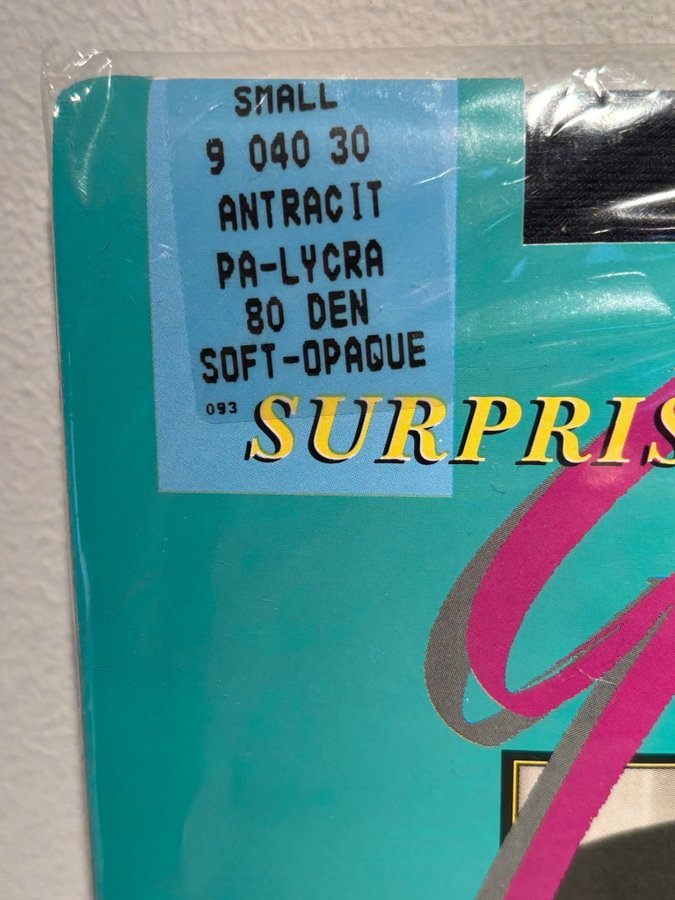 SMALL
9 040 30
ANTRACIT
PA-LYCRA
80 DEN
SOFT-OPAQUE
093
SURPRIS